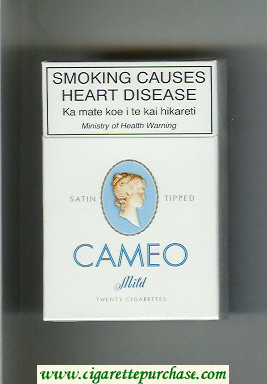 SMOKING CAUSES
HEART DISEASE
Ka mate koe i te kai hikareti
Ministry of Health Warning
SATIN TIPPED
CAMEO
Mild
TWENTY CIGARETTES
www.cigarettepurchase.com